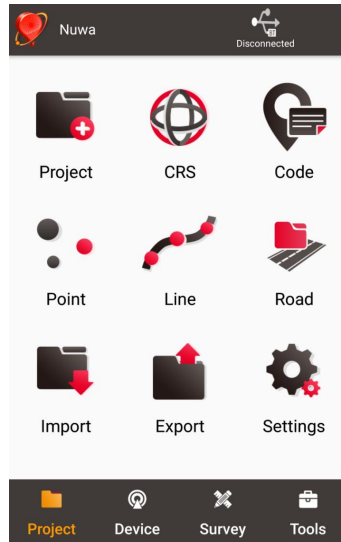 Nuwa
Disconnected
Project CRS Code
Point Line Road
Import Export Settings
Project Device Survey Tools